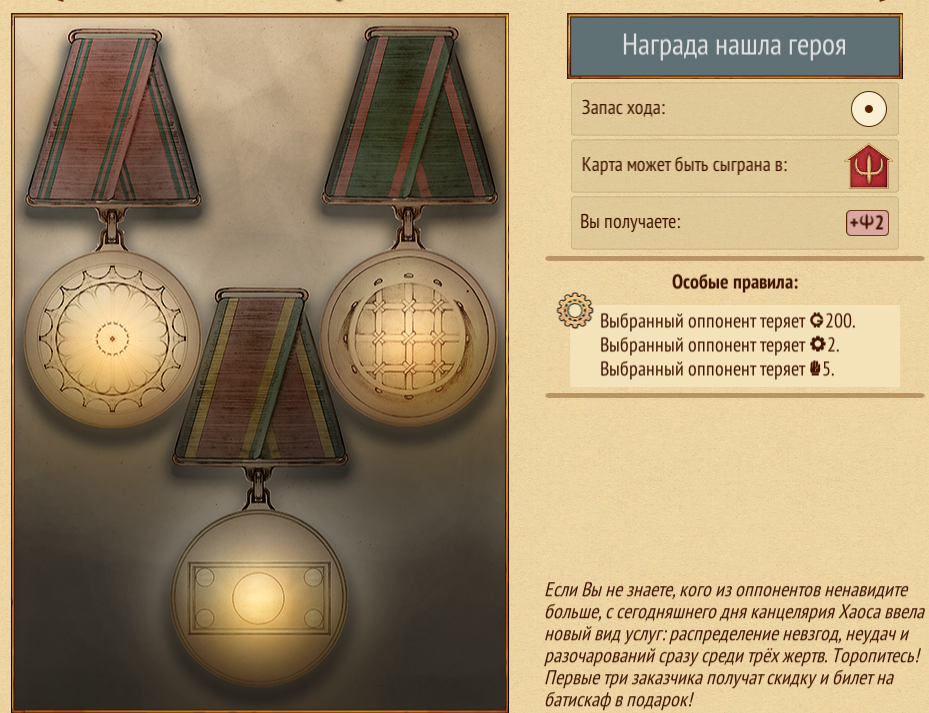 Награда нашла героя
Запас хода:
Карта может быть сыграна в:
Вы получаете: +Ψ2
Особые правила:
Выбранный оппонент теряет 200.
Выбранный оппонент теряет 2.
Выбранный оппонент теряет 5.
Если Вы не знаете, кого из оппонентов ненавидите
больше, с сегодняшнего дня канцелярия Хаоса ввела
новый вид услуг: распределение невзгод, неудач и
разочарований сразу среди трёх жертв. Торопитесь!
Первые три заказчика получат скидку и билет на
батискаф в подарок!